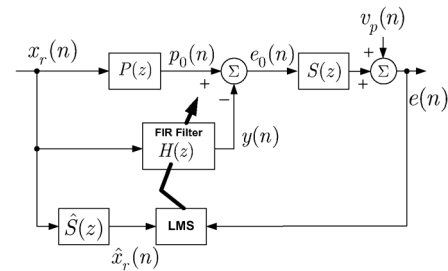 v_p(n)
x_r(n)
P(z)
p_0(n)
Σ
e_0(n)
S(z)
+
+
Σ
e(n)
+
−
FIR Filter
H(z)
y(n)
Ŝ(z)
x̂_r(n)
LMS